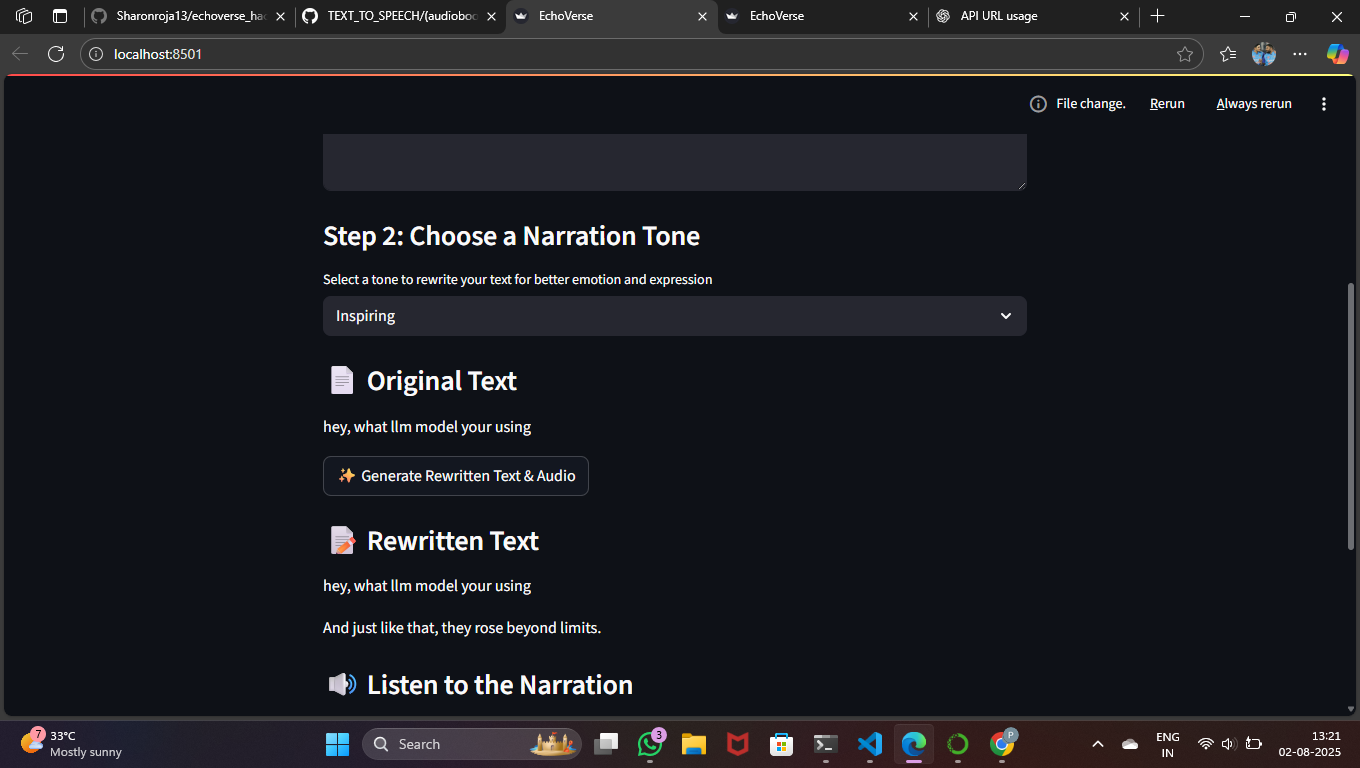 Sharonroja13/echoverse_hac
TEXT_TO_SPEECH/(audioboo
EchoVerse
EchoVerse
API URL usage
localhost:8501
File change. Rerun Always rerun
Step 2: Choose a Narration Tone
Select a tone to rewrite your text for better emotion and expression
Inspiring
Original Text
hey, what llm model your using
Generate Rewritten Text & Audio
Rewritten Text
hey, what llm model your using
And just like that, they rose beyond limits.
Listen to the Narration
7
33°C
Mostly sunny
Search
3
P
ENG
IN
13:21
02-08-2025